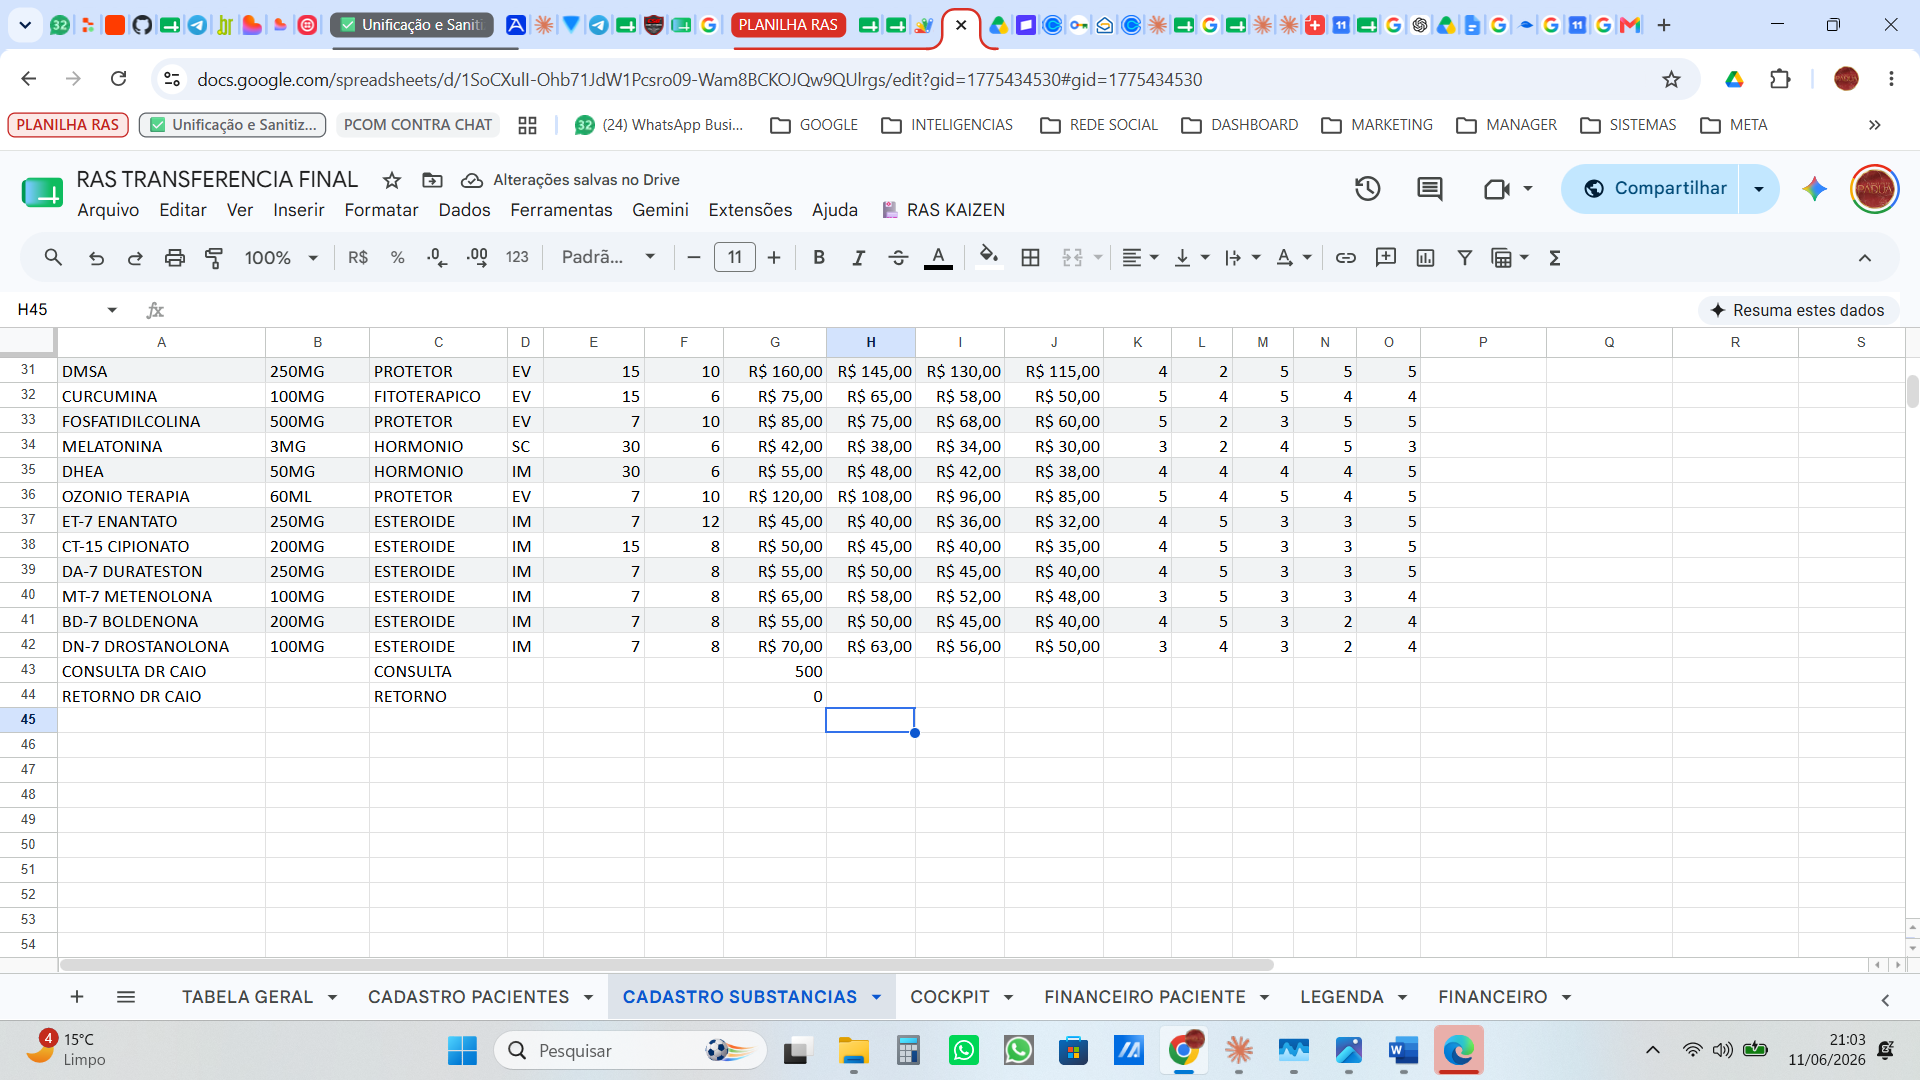 Unificação e Saniti
PLANILHA RAS
docs.google.com/spreadsheets/d/1SoCXuII-Ohb71JdW1Pcsro09-Wam8BCKOJQw9QUlrgs/edit?gid=1775434530#gid=1775434530
PLANILHA RAS
Unificação e Sanitiz...
PCOM CONTRA CHAT
(24) WhatsApp Busi...
GOOGLE
INTELIGENCIAS
REDE SOCIAL
DASHBOARD
MARKETING
MANAGER
SISTEMAS
META
RAS TRANSFERENCIA FINAL
Alterações salvas no Drive
Arquivo Editar Ver Inserir Formatar Dados Ferramentas Gemini Extensões Ajuda RAS KAIZEN
Compartilhar
100% R$ % .0 .00 123 Padrã... 11
H45
Resuma estes dados
A B C D E F G H I J K L M N O P Q R S
31 DMSA 250MG PROTETOR EV 15 10 R$ 160,00 R$ 145,00 R$ 130,00 R$ 115,00 4 2 5 5 5
32 CURCUMINA 100MG FITOTERAPICO EV 15 6 R$ 75,00 R$ 65,00 R$ 58,00 R$ 50,00 5 4 5 4 4
33 FOSFATIDILCOLINA 500MG PROTETOR EV 7 10 R$ 85,00 R$ 75,00 R$ 68,00 R$ 60,00 5 2 3 5 5
34 MELATONINA 3MG HORMONIO SC 30 6 R$ 42,00 R$ 38,00 R$ 34,00 R$ 30,00 3 2 4 5 3
35 DHEA 50MG HORMONIO IM 30 6 R$ 55,00 R$ 48,00 R$ 42,00 R$ 38,00 4 4 4 4 5
36 OZONIO TERAPIA 60ML PROTETOR EV 7 10 R$ 120,00 R$ 108,00 R$ 96,00 R$ 85,00 5 4 5 4 5
37 ET-7 ENANTATO 250MG ESTEROIDE IM 7 12 R$ 45,00 R$ 40,00 R$ 36,00 R$ 32,00 4 5 3 3 5
38 CT-15 CIPIONATO 200MG ESTEROIDE IM 15 8 R$ 50,00 R$ 45,00 R$ 40,00 R$ 35,00 4 5 3 3 5
39 DA-7 DURATESTON 250MG ESTEROIDE IM 7 8 R$ 55,00 R$ 50,00 R$ 45,00 R$ 40,00 4 5 3 3 5
40 MT-7 METENOLONA 100MG ESTEROIDE IM 7 8 R$ 65,00 R$ 58,00 R$ 52,00 R$ 48,00 3 5 3 3 4
41 BD-7 BOLDENONA 200MG ESTEROIDE IM 7 8 R$ 55,00 R$ 50,00 R$ 45,00 R$ 40,00 4 5 3 2 4
42 DN-7 DROSTANOLONA 100MG ESTEROIDE IM 7 8 R$ 70,00 R$ 63,00 R$ 56,00 R$ 50,00 3 4 3 2 4
43 CONSULTA DR CAIO CONSULTA 500
44 RETORNO DR CAIO RETORNO 0
45
46
47
48
49
50
51
52
53
54
TABELA GERAL
CADASTRO PACIENTES
CADASTRO SUBSTANCIAS
COCKPIT
FINANCEIRO PACIENTE
LEGENDA
FINANCEIRO
4
15°C
Limpo
Pesquisar
21:03
11/06/2026